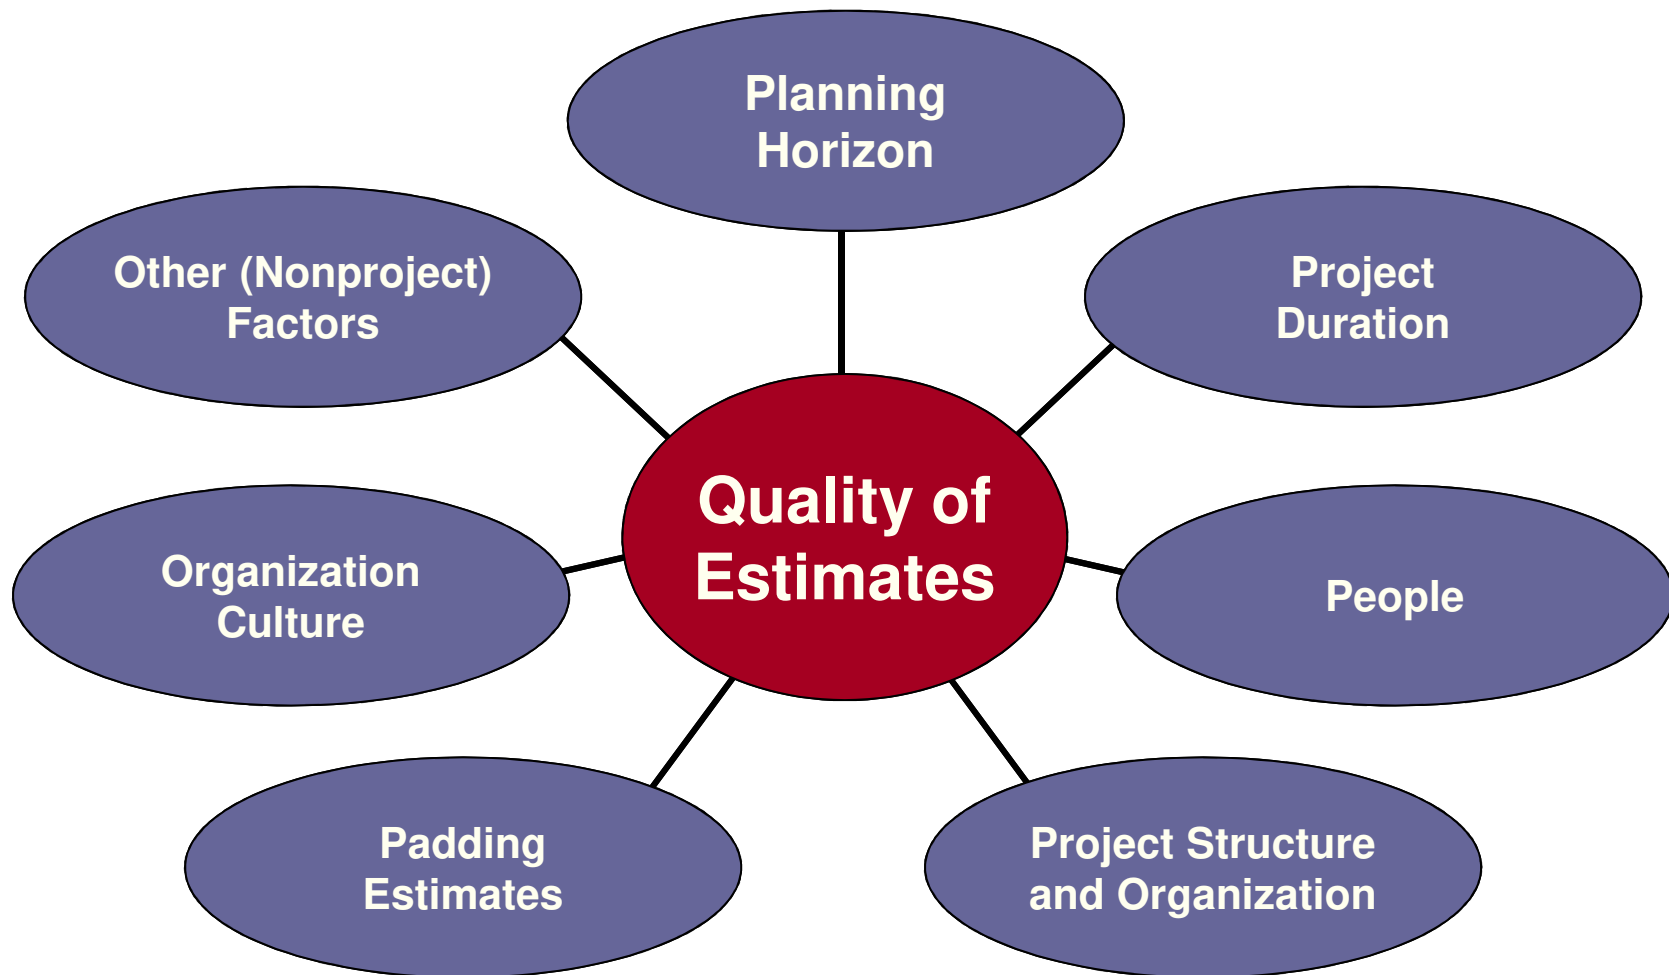 Planning
Horizon
Other (Nonproject)
Factors
Project
Duration
Quality of
Estimates
Organization
Culture
People
Padding
Estimates
Project Structure
and Organization